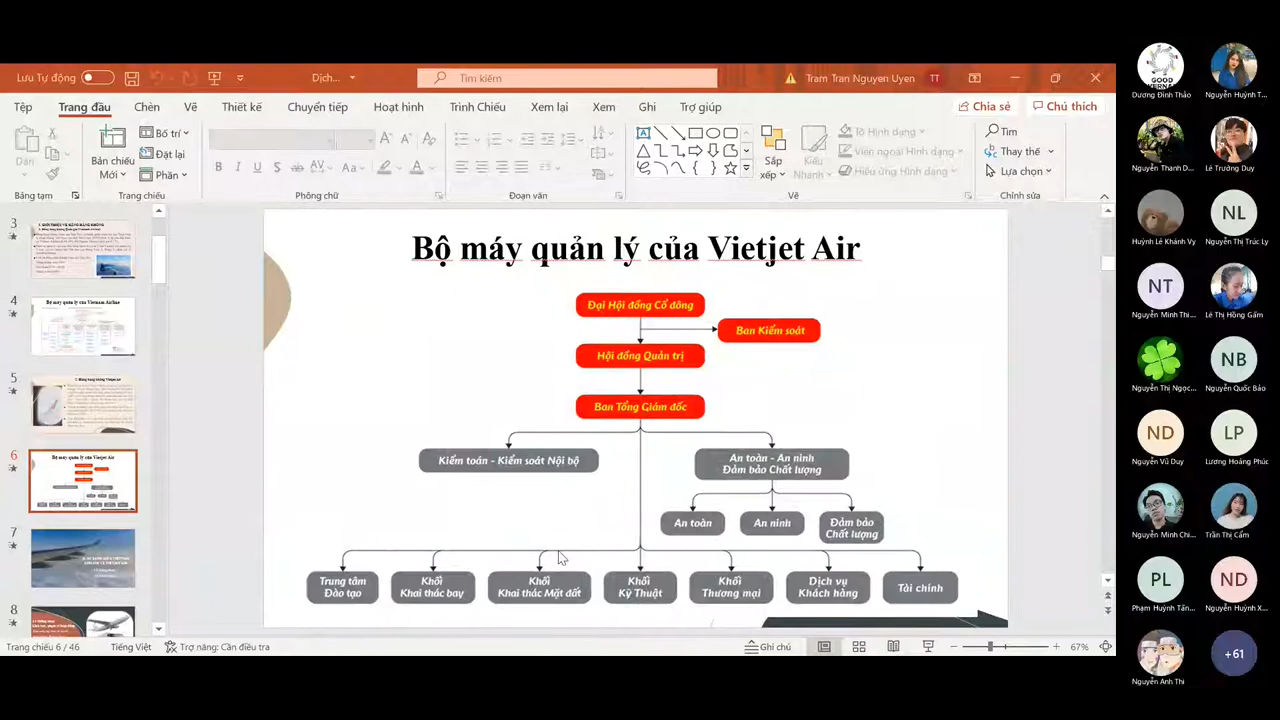 Lưu Tự động
Dịch...
Tìm kiếm
Tram Tran Nguyen Uyen
TT
Tệp
Trang đầu
Chèn
Vẽ
Thiết kế
Chuyển tiếp
Hoạt hình
Trình Chiếu
Xem lại
Xem
Ghi
Trợ giúp
Chia sẻ
Chú thích
Dán
Bản chiếu
Mới
Bố trí
Đặt lại
Phần
Sắp
xếp
Kiểu
Nhanh
Tô Hình dạng
Viền ngoài Hình dạng
Hiệu ứng Hình dạng
Tìm
Thay thế
Lựa chọn
Bảng tạm
Trang chiếu
Phông chữ
Đoạn văn
Vẽ
Chỉnh sửa
3
4
Bộ máy quản lý của Vietnam Airline
5
6
Bộ máy quản lý của Vietjet Air
7
8
Bộ máy quản lý của Vietjet Air
Đại Hội đồng Cổ đông
Ban Kiểm soát
Hội đồng Quản trị
Ban Tổng Giám đốc
Kiểm toán - Kiểm soát Nội bộ
An toàn - An ninh
Đảm bảo Chất lượng
An toàn
An ninh
Đảm bảo
Chất lượng
Trung tâm
Đào tạo
Khối
Khai thác bay
Khối
Khai thác Mặt đất
Khối
Kỹ Thuật
Khối
Thương mại
Dịch vụ
Khách hàng
Tài chính
Trang chiếu 6 / 46
Tiếng Việt
Trợ năng: Cần điều tra
Ghi chú
67%
GOOD
Dương Đình Thảo
Nguyễn Huỳnh T...
Nguyễn Thanh D...
Lê Trường Duy
Huỳnh Lê Khánh Vy
NL
Nguyễn Thị Trúc Ly
NT
Nguyễn Minh Thi...
Lê Thị Hồng Gấm
Nguyễn Thị Ngọc...
NB
Nguyễn Quốc Bảo
ND
Nguyễn Vũ Duy
LP
Lương Hoàng Phúc
Nguyễn Minh Chi...
Trần Thị Cẩm
PL
Phạm Huỳnh Tấn...
ND
Nguyễn Huỳnh X...
Nguyễn Anh Thi
+61